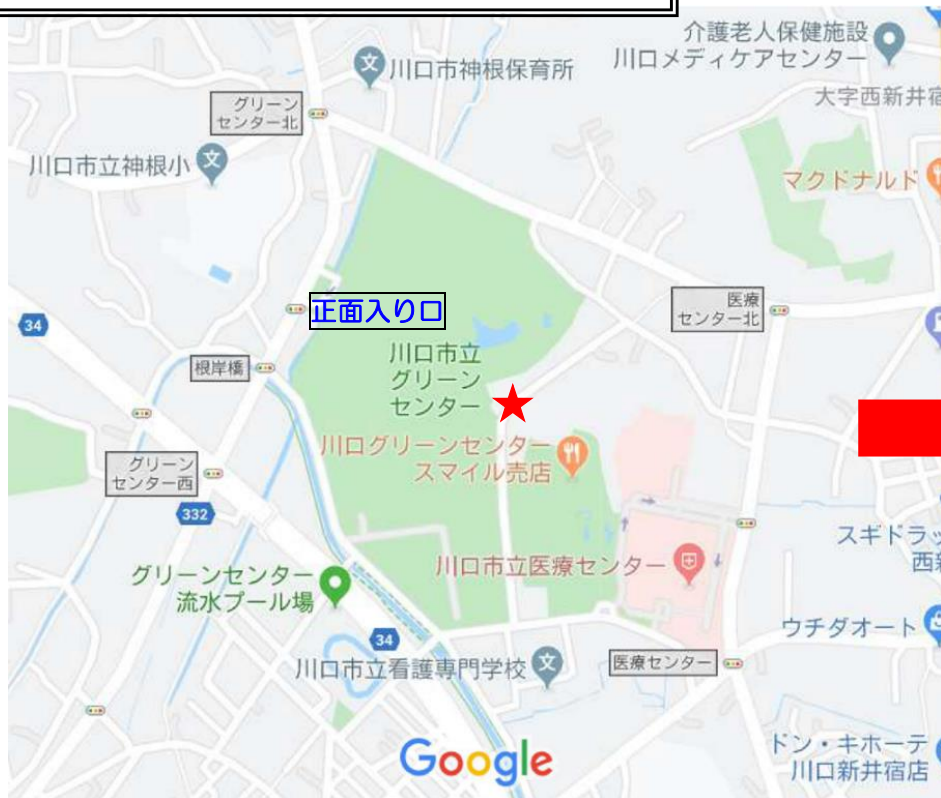 介護老人保健施設
川口メディケアセンター
川口市神根保育所
大字西新井宿
グリーン
センター北
川口市立神根小
マクドナルド
正面入り口
医療
センター北
34
川口市立
グリーン
センター
根岸橋
川口グリーンセンター
スマイル売店
グリーン
センター西
332
スギドラッ
西新
川口市立医療センター
グリーンセンター
流水プール場
ウチダオート
34
川口市立看護専門学校
医療センター
Google
ドン・キホーテ
川口新井宿店